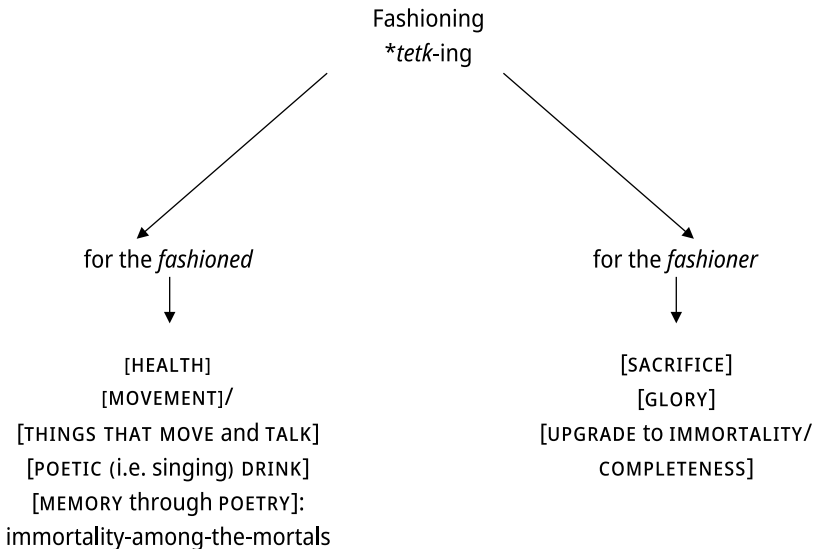 Fashioning
*tetḱ-ing
for the fashioned
for the fashioner
[HEALTH]
[MOVEMENT]/
[THINGS THAT MOVE and TALK]
[POETIC (i.e. singing) DRINK]
[MEMORY through POETRY]:
immortality-among-the-mortals
[SACRIFICE]
[GLORY]
[UPGRADE to IMMORTALITY/
COMPLETENESS]